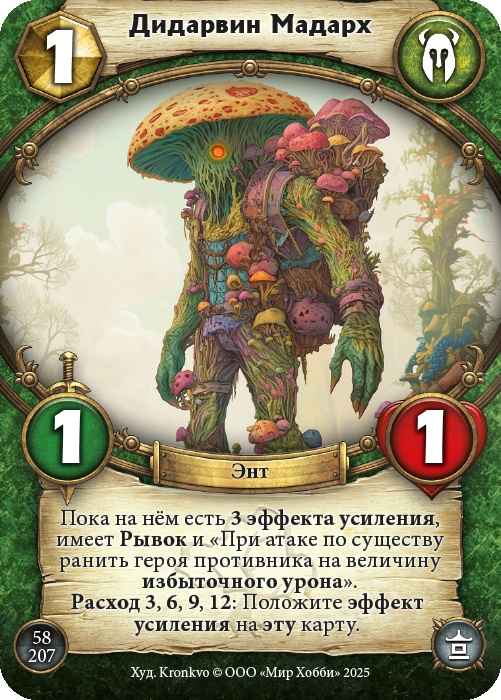 Дидарвин Мадарх
1
1
1
Энт
Пока на нём есть 3 эффекта усиления,
имеет Рывок и «При атаке по существу
ранить героя противника на величину
избыточного урона».
Расход 3, 6, 9, 12: Положите эффект
усиления на эту карту.
58
207
Худ. Kronkvo © ООО «Мир Хобби» 2025